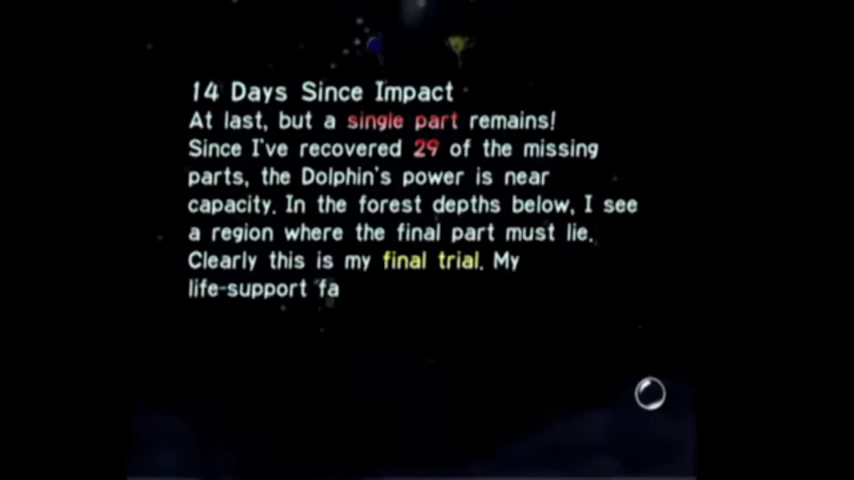 14 Days Since Impact
At last, but a single part remains!
Since I've recovered 29 of the missing
parts, the Dolphin's power is near
capacity. In the forest depths below, I see
a region where the final part must lie.
Clearly this is my final trial. My
life-support fa